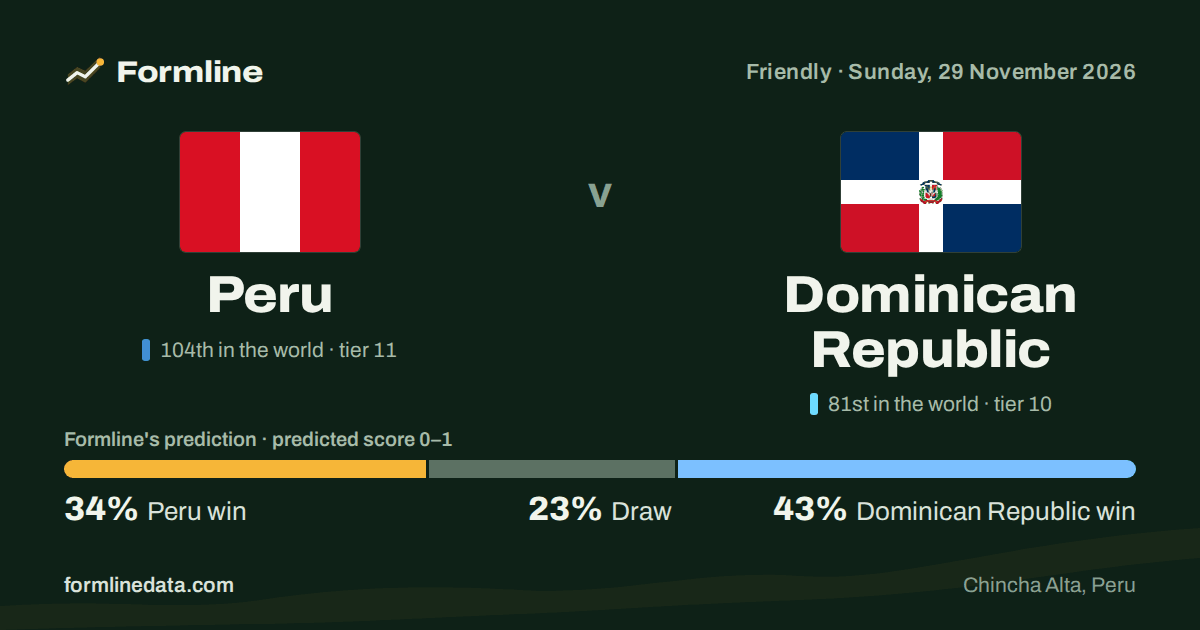 Formline
Friendly · Sunday, 29 November 2026
v
Peru
104th in the world · tier 11
Dominican
Republic
81st in the world · tier 10
Formline's prediction · predicted score 0–1
34% Peru win
23% Draw
43% Dominican Republic win
formlinedata.com
Chincha Alta, Peru